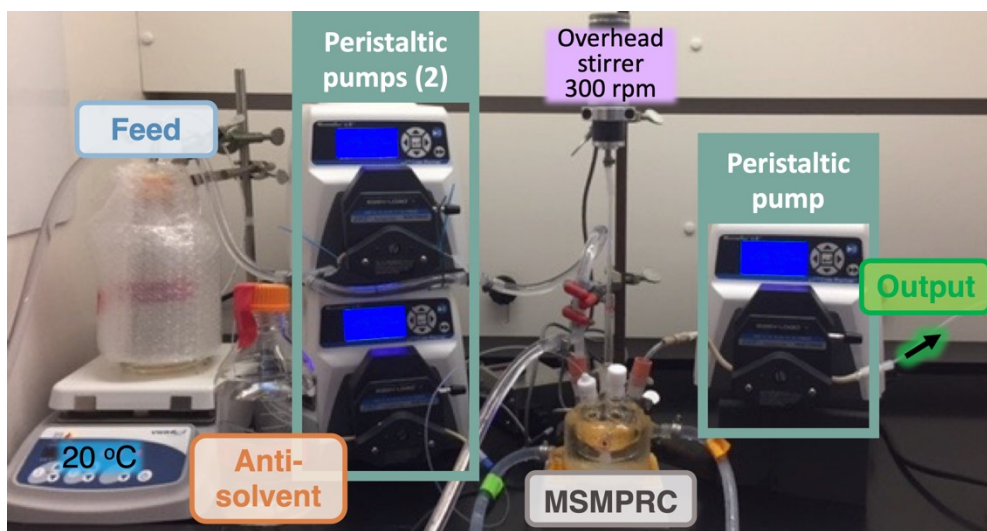 Peristaltic
pumps (2)
Overhead
stirrer
300 rpm
Feed
Peristaltic
pump
Output
20 °C
Anti-
solvent
MSMPRC